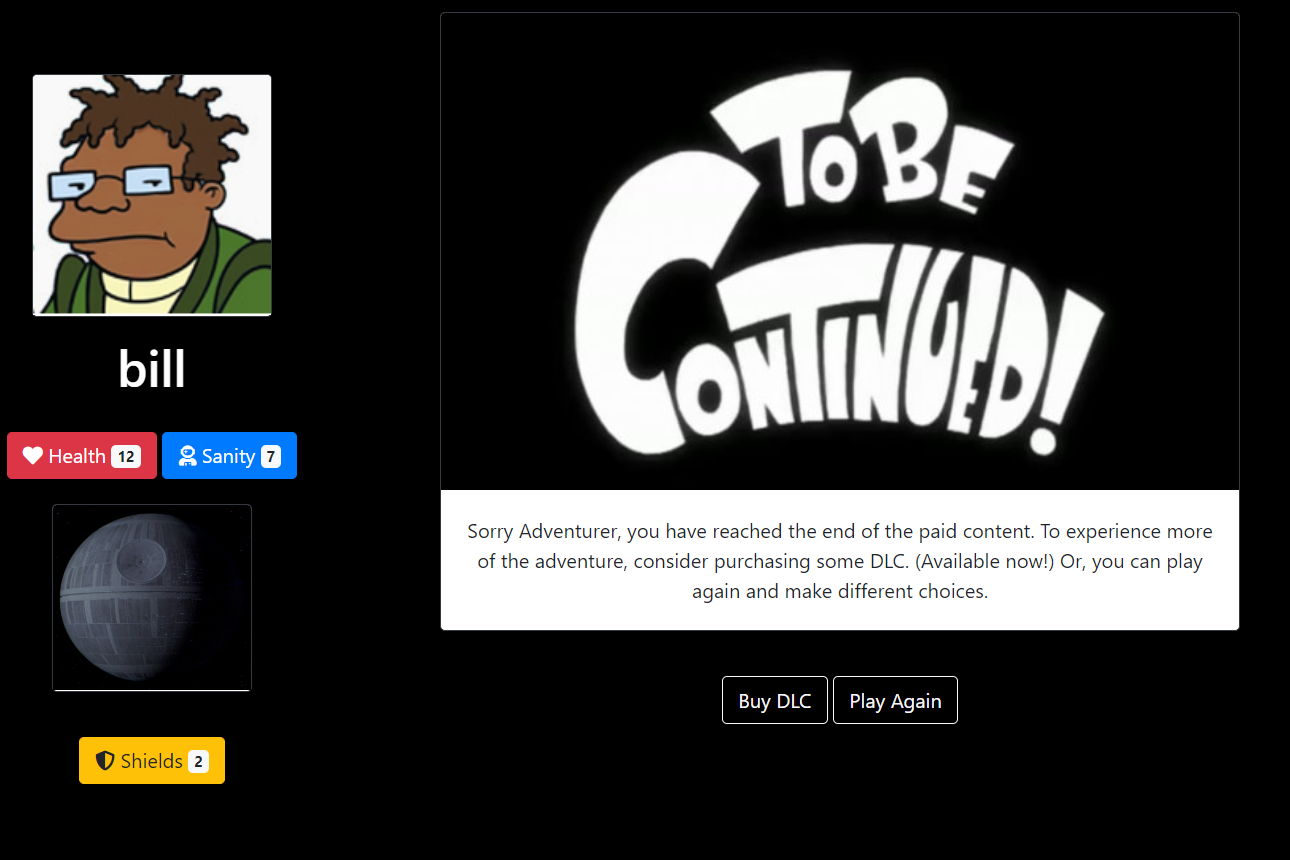 bill
Health 12
Sanity 7
Shields 2
TO BE
CONTINUED!
Sorry Adventurer, you have reached the end of the paid content. To experience more
of the adventure, consider purchasing some DLC. (Available now!) Or, you can play
again and make different choices.
Buy DLC
Play Again